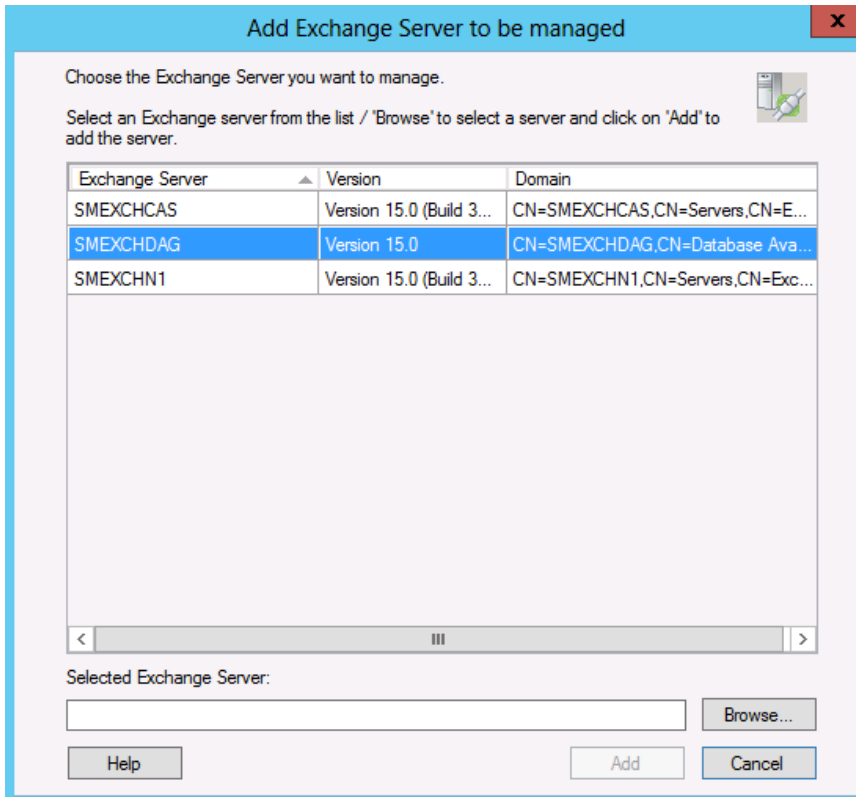 Add Exchange Server to be managed
x
Choose the Exchange Server you want to manage.
Select an Exchange server from the list / 'Browse' to select a server and click on 'Add' to
add the server.
Exchange Server Version Domain
SMEXCHCAS Version 15.0 (Build 3... CN=SMEXCHCAS,CN=Servers,CN=E...
SMEXCHDAG Version 15.0 CN=SMEXCHDAG,CN=Database Ava...
SMEXCHN1 Version 15.0 (Build 3... CN=SMEXCHN1,CN=Servers,CN=Exc...
Selected Exchange Server:
Browse...
Help Add Cancel